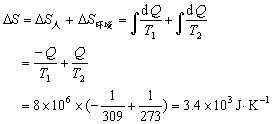 ΔS = ΔS人 + ΔS环境 = ∫ dQ/T₁ + ∫ dQ/T₂
= −Q/T₁ + Q/T₂
= 8×10⁶ ×(−1/309 + 1/273) = 3.4×10³ J·K⁻¹